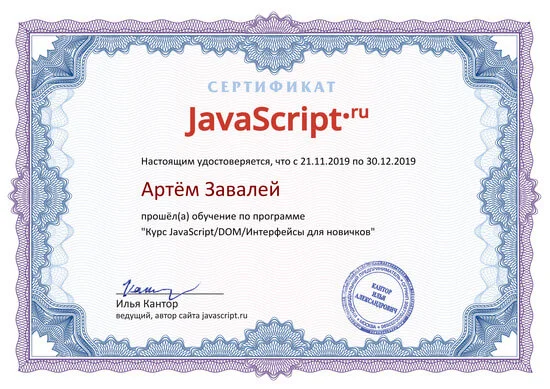 СЕРТИФИКАТ
JavaScript.ru
Настоящим удостоверяется, что с 21.11.2019 по 30.12.2019
Артём Завалей
прошёл(а) обучение по программе
"Курс JavaScript/DOM/Интерфейсы для новичков"
Илья Кантор
ведущий, автор сайта javascript.ru
КАНТОР
ИЛЬЯ
АЛЕКСАНДРОВИЧ